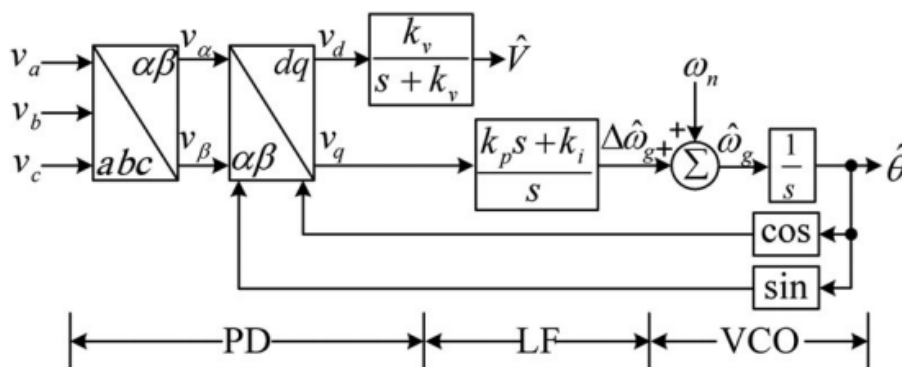 v_a
v_b
v_c
αβ
abc
v_α
v_β
dq
αβ
v_d
v_q
k_v
s + k_v
V̂
k_p s + k_i
s
Δω̂_g
+
+
ω_n
Σ
ω̂_g
1
s
θ̂
cos
sin
PD
LF
VCO